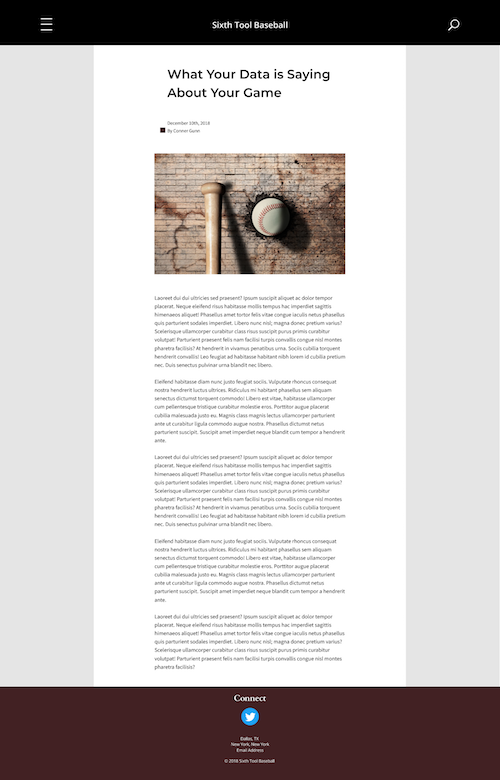 Sixth Tool Baseball
What Your Data is Saying
About Your Game
December 10th, 2018
By Conner Gunn
Laoreet dui dui ultricies sed praesent? Ipsum suscipit aliquet ac dolor tempor
placerat. Neque eleifend risus habitasse mollis tempus hac imperdiet sagittis
himenaeos aliquet! Phasellus amet tortor felis vitae congue iaculis netus phasellus
quis parturient sodales imperdiet. Libero nunc nisl; magna donec pretium varius?
Scelerisque ullamcorper curabitur class risus suscipit purus primis curabitur
volutpat! Parturient praesent felis nam facilisi turpis convallis congue nisl montes
pharetra facilisis? At hendrerit in vivamus penatibus urna. Sociis cubilia torquent
hendrerit convallis! Leo feugiat ad habitasse habitant nibh lorem id cubilia pretium
nec. Duis senectus pulvinar urna blandit nec libero.
Eleifend habitasse diam nunc justo feugiat sociis. Vulputate rhoncus consequat
nostra hendrerit luctus ultrices. Ridiculus mi habitant phasellus sem aliquam
senectus dictumst torquent commodo! Libero est vitae, habitasse ullamcorper
cum pellentesque tristique curabitur molestie eros. Porttitor augue placerat
cubilia malesuada justo eu. Magnis class magnis lectus ullamcorper parturient
ante ut curabitur ligula commodo augue nostra. Phasellus dictumst netus
parturient suscipit. Suscipit amet imperdiet neque blandit cum tempor a hendrerit
ante.
Laoreet dui dui ultricies sed praesent? Ipsum suscipit aliquet ac dolor tempor
placerat. Neque eleifend risus habitasse mollis tempus hac imperdiet sagittis
himenaeos aliquet! Phasellus amet tortor felis vitae congue iaculis netus phasellus
quis parturient sodales imperdiet. Libero nunc nisl; magna donec pretium varius?
Scelerisque ullamcorper curabitur class risus suscipit purus primis curabitur
volutpat! Parturient praesent felis nam facilisi turpis convallis congue nisl montes
pharetra facilisis? At hendrerit in vivamus penatibus urna. Sociis cubilia torquent
hendrerit convallis! Leo feugiat ad habitasse habitant nibh lorem id cubilia pretium
nec. Duis senectus pulvinar urna blandit nec libero.
Eleifend habitasse diam nunc justo feugiat sociis. Vulputate rhoncus consequat
nostra hendrerit luctus ultrices. Ridiculus mi habitant phasellus sem aliquam
senectus dictumst torquent commodo! Libero est vitae, habitasse ullamcorper
cum pellentesque tristique curabitur molestie eros. Porttitor augue placerat
cubilia malesuada justo eu. Magnis class magnis lectus ullamcorper parturient
ante ut curabitur ligula commodo augue nostra. Phasellus dictumst netus
parturient suscipit. Suscipit amet imperdiet neque blandit cum tempor a hendrerit
ante.
Laoreet dui dui ultricies sed praesent? Ipsum suscipit aliquet ac dolor tempor
placerat. Neque eleifend risus habitasse mollis tempus hac imperdiet sagittis
himenaeos aliquet! Phasellus amet tortor felis vitae congue iaculis netus phasellus
quis parturient sodales imperdiet. Libero nunc nisl; magna donec pretium varius?
Scelerisque ullamcorper curabitur class risus suscipit purus primis curabitur
volutpat! Parturient praesent felis nam facilisi turpis convallis congue nisl montes
pharetra facilisis?
Connect
Dallas, TX
New York, New York
Email Address
© 2018 Sixth Tool Baseball